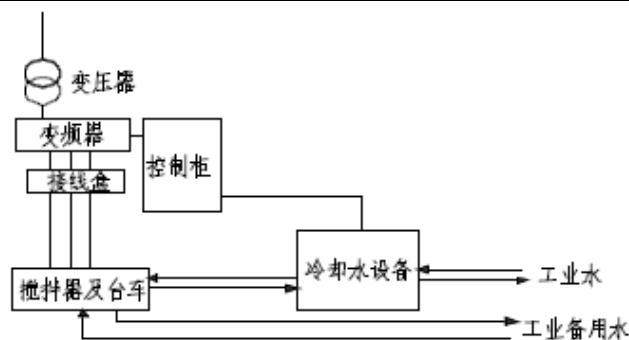 变压器
变频器
控制柜
接线盒
冷却水设备
搅拌器及台车
工业水
工业备用水